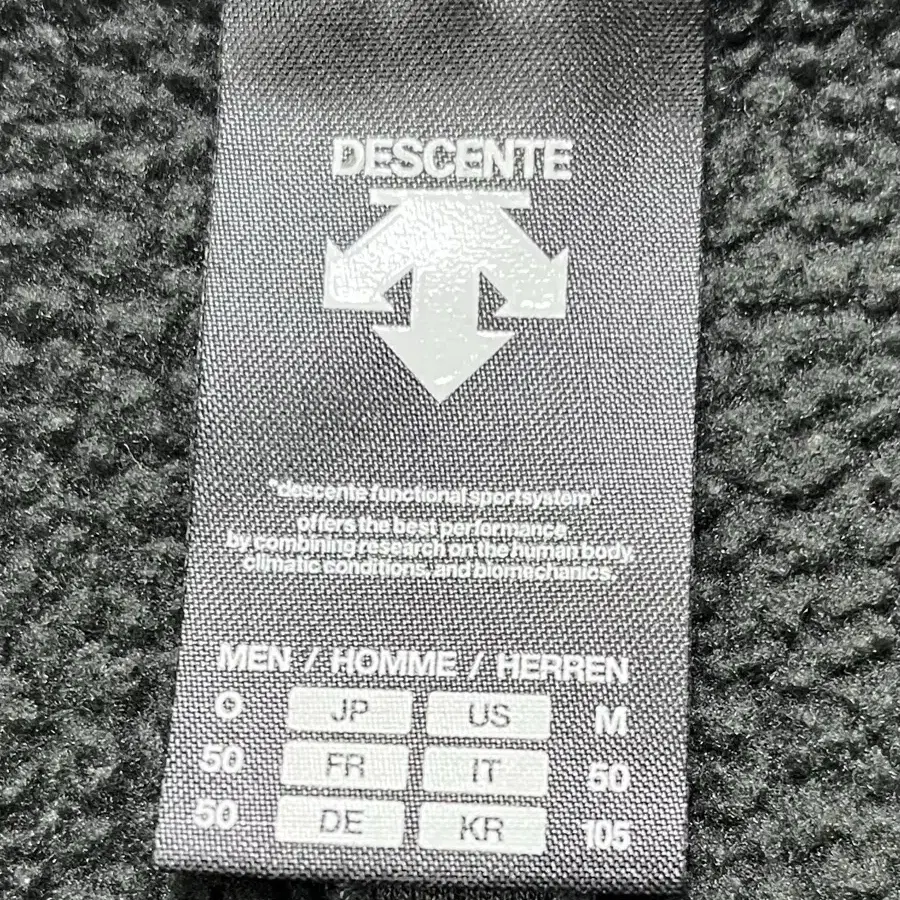 DESCENTE
"descente functional sportsystem"
offers the best performance
by combining research on the human body,
climatic conditions, and biomechanics.
MEN / HOMME / HERREN
O JP US M
50 FR IT 50
50 DE KR 105